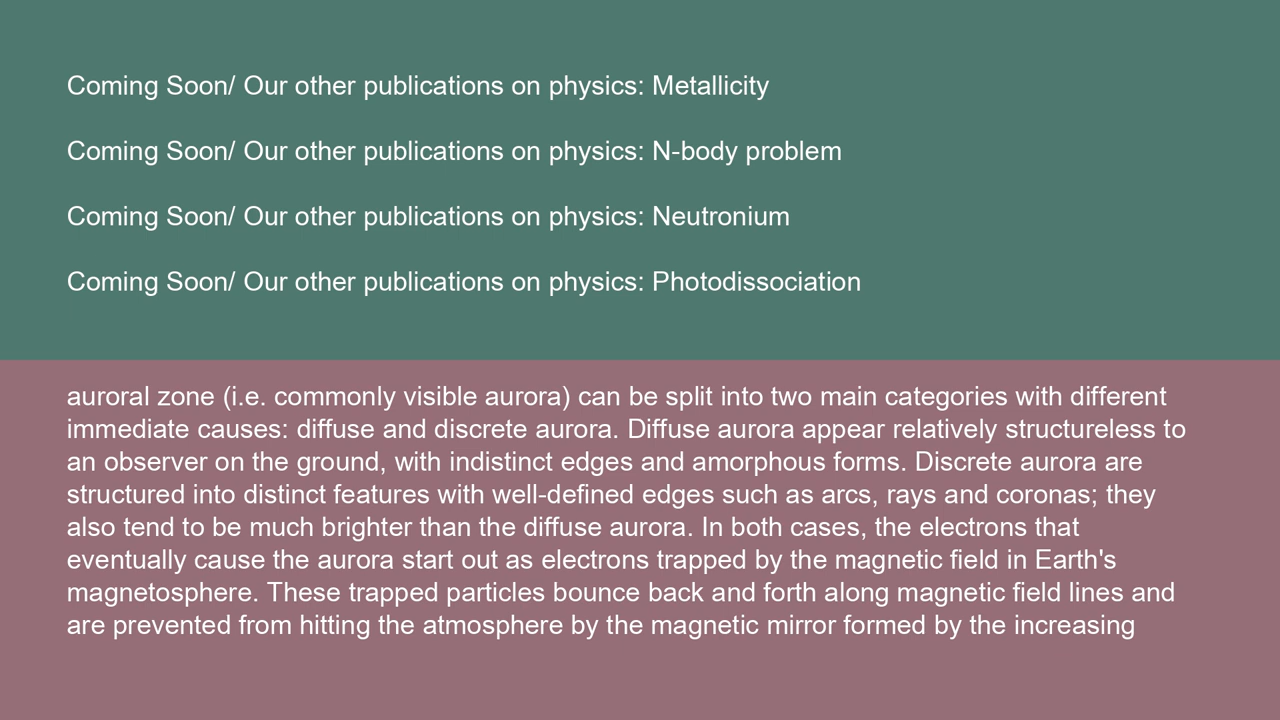 Coming Soon/ Our other publications on physics: Metallicity
Coming Soon/ Our other publications on physics: N-body problem
Coming Soon/ Our other publications on physics: Neutronium
Coming Soon/ Our other publications on physics: Photodissociation
auroral zone (i.e. commonly visible aurora) can be split into two main categories with different
immediate causes: diffuse and discrete aurora. Diffuse aurora appear relatively structureless to
an observer on the ground, with indistinct edges and amorphous forms. Discrete aurora are
structured into distinct features with well-defined edges such as arcs, rays and coronas; they
also tend to be much brighter than the diffuse aurora. In both cases, the electrons that
eventually cause the aurora start out as electrons trapped by the magnetic field in Earth's
magnetosphere. These trapped particles bounce back and forth along magnetic field lines and
are prevented from hitting the atmosphere by the magnetic mirror formed by the increasing